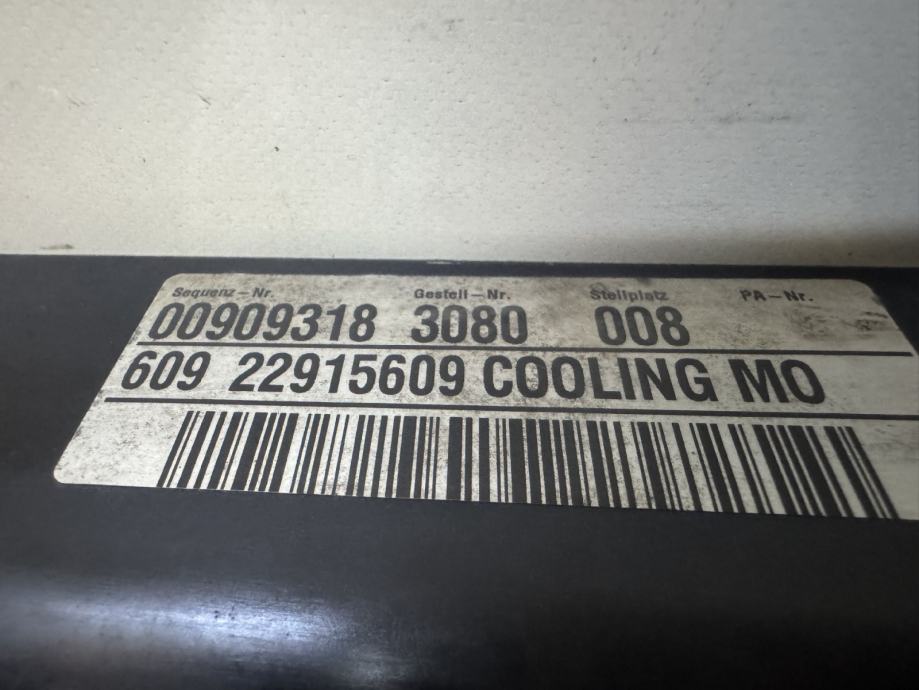 Sequenz-Nr. Gestell-Nr. Stellplatz PA-Nr.
00909318 3080 008
609 22915609 COOLING MO